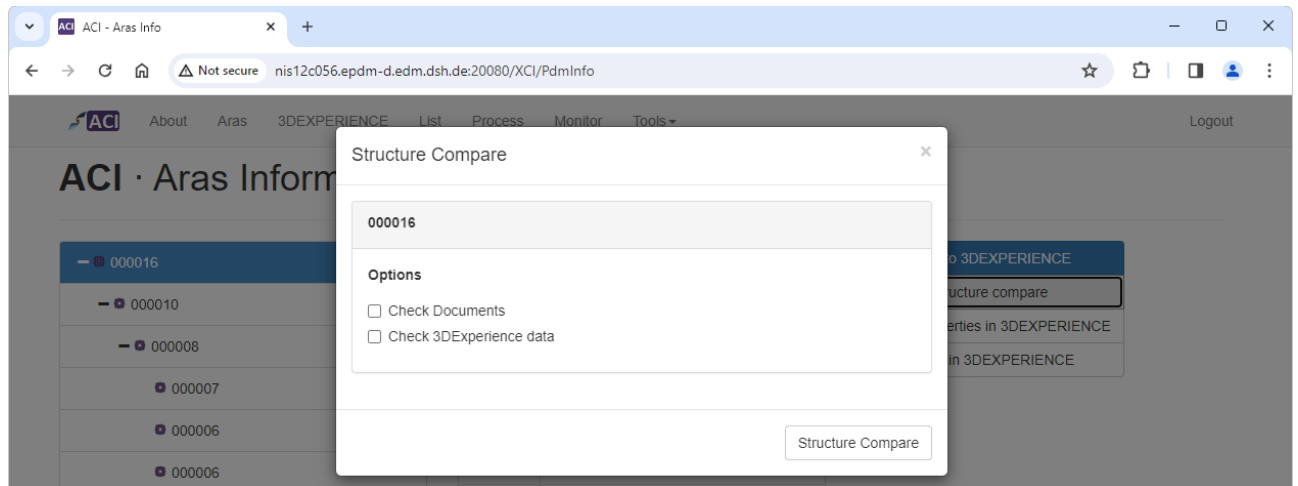 ACI ACI - Aras Info
Not secure nis12c056.epdm-d.edm.dsh.de:20080/XCI/PdmInfo
ACI About Aras 3DEXPERIENCE List Process Monitor Tools Logout
Structure Compare
ACI · Aras Inform
000016
000016
o 3DEXPERIENCE
Options
ructure compare
000010
Check Documents
erties in 3DEXPERIENCE
Check 3DExperience data
000008
in 3DEXPERIENCE
000007
000006
Structure Compare
000006